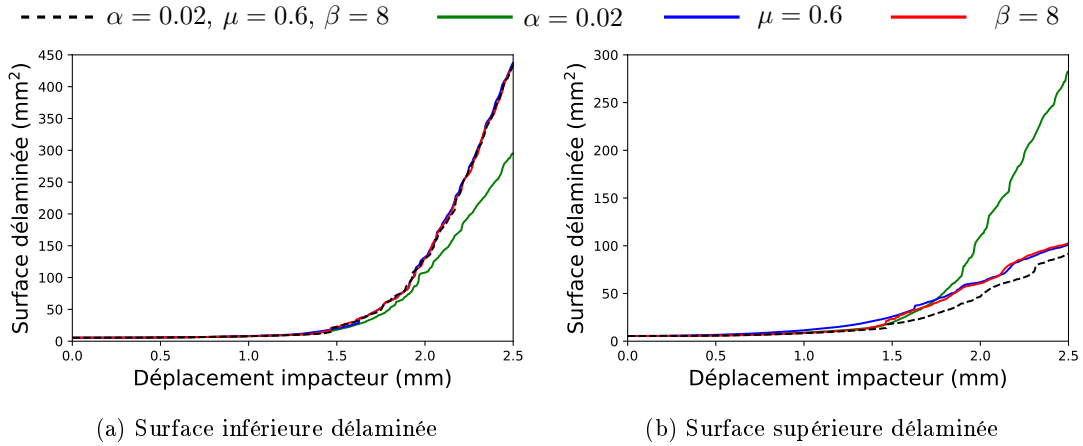 α = 0.02, μ = 0.6, β = 8 α = 0.02 μ = 0.6 β = 8
450
400
350
300
250
200
150
100
50
0
Surface délaminée (mm²)
0.0 0.5 1.0 1.5 2.0 2.5
Déplacement impacteur (mm)
(a) Surface inférieure délaminée
300
250
200
150
100
50
0
Surface délaminée (mm²)
0.0 0.5 1.0 1.5 2.0 2.5
Déplacement impacteur (mm)
(b) Surface supérieure délaminée